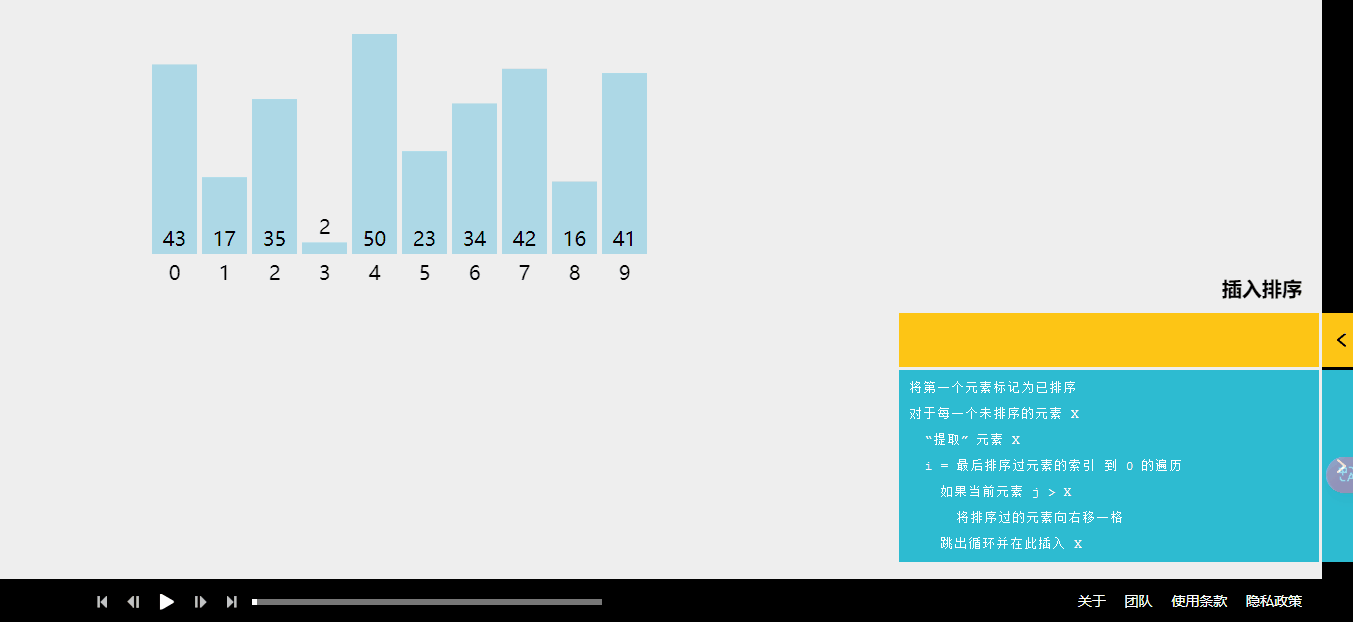 2
43 17 35 50 23 34 42 16 41
0 1 2 3 4 5 6 7 8 9
插入排序
将第一个元素标记为已排序
对于每一个未排序的元素 X
“提取” 元素 X
i = 最后排序过元素的索引 到 0 的遍历
如果当前元素 j > X
将排序过的元素向右移一格
跳出循环并在此插入 X
关于 团队 使用条款 隐私政策